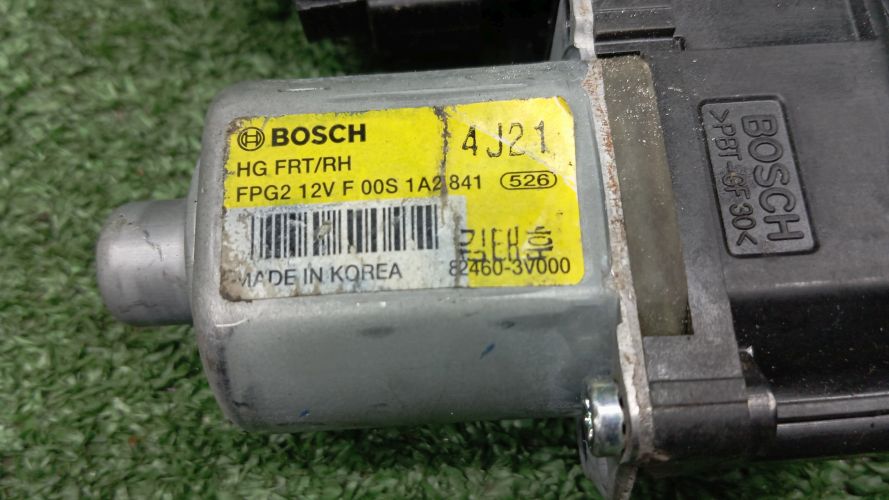 BOSCH
4J21
HG FRT/RH
FPG2 12V F 00S 1A2 841 526
MADE IN KOREA
82460-3V000
BOSCH
>PBT-GF30<